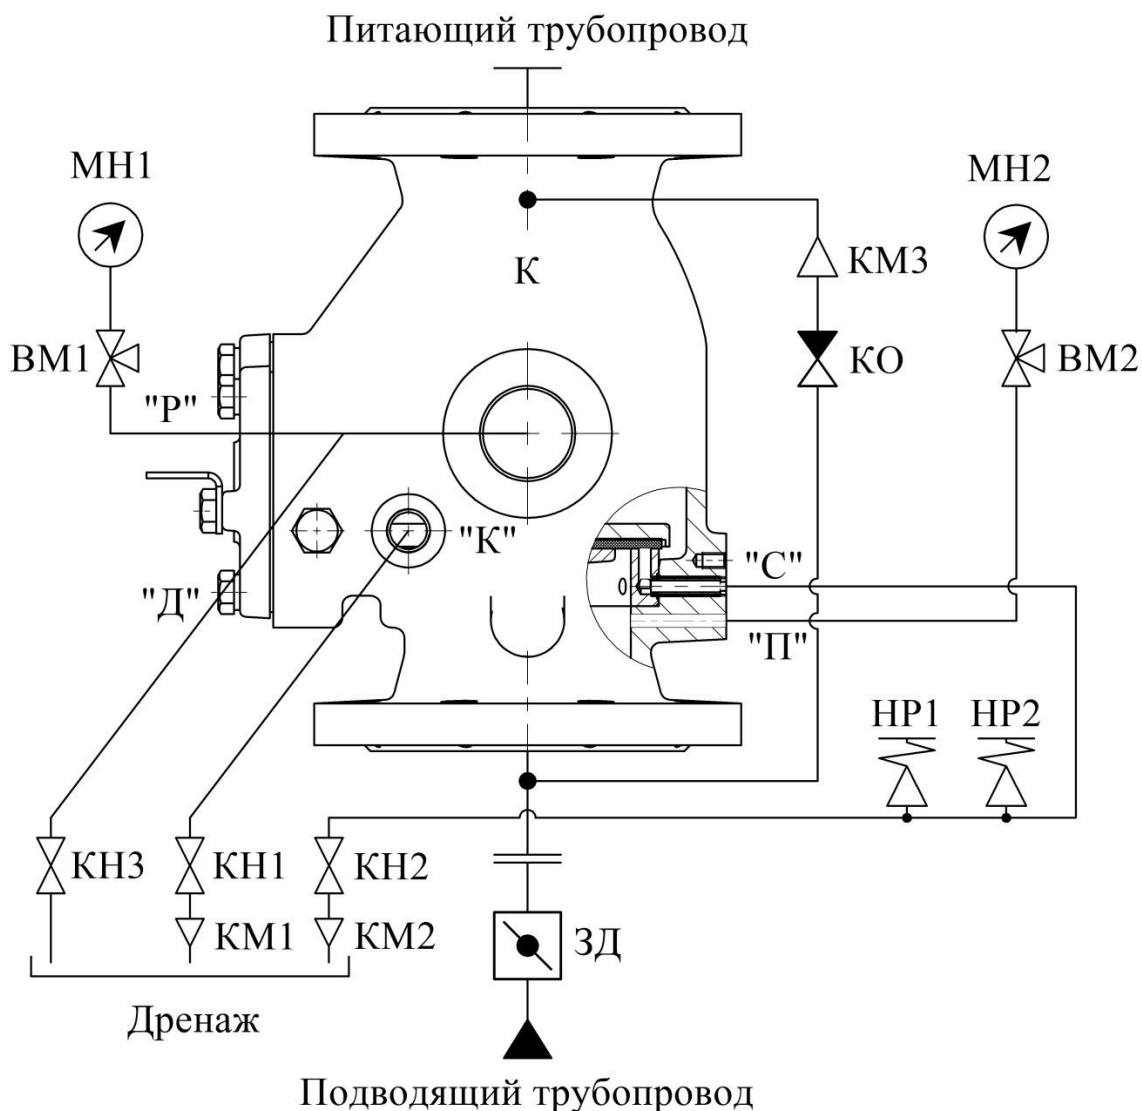 Питающий трубопровод
МН1
МН2
К
КМ3
ВМ1
КО
ВМ2
"Р"
"К"
"С"
"Д"
"П"
НР1
НР2
КН3
КН1
КН2
КМ1
КМ2
ЗД
Дренаж
Подводящий трубопровод